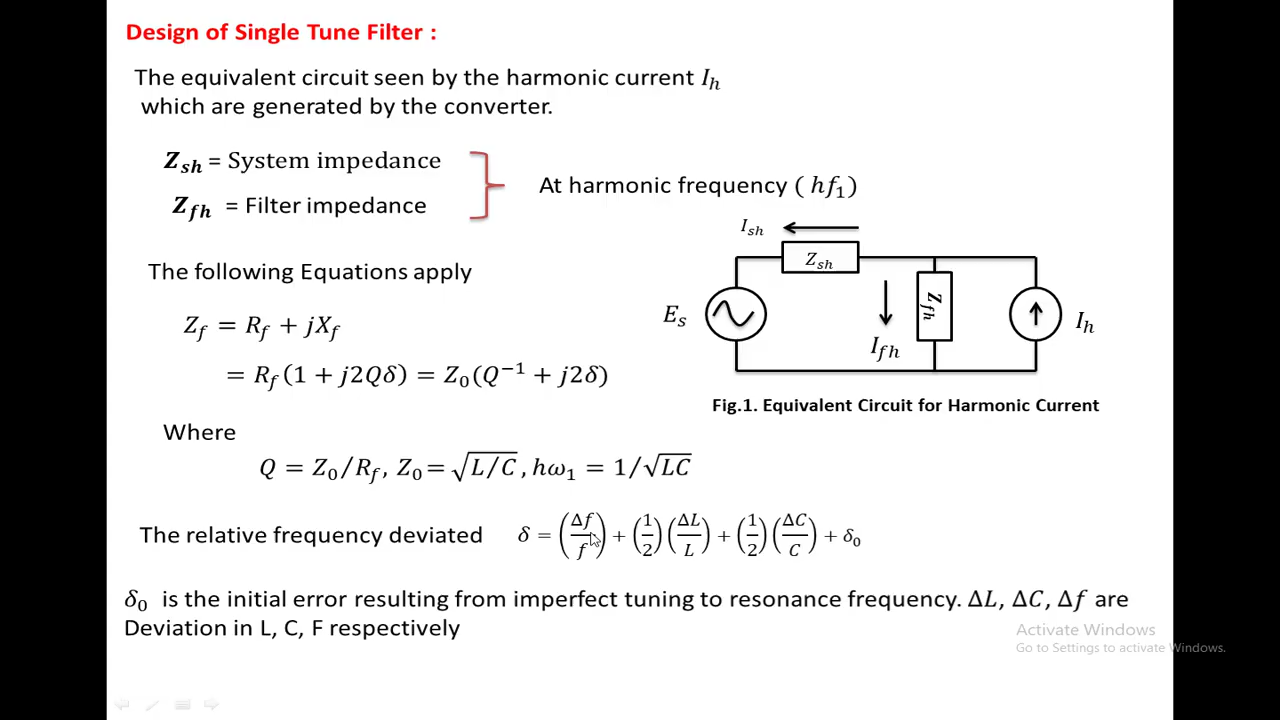 Design of Single Tune Filter :
The equivalent circuit seen by the harmonic current I_h
which are generated by the converter.
Z_sh = System impedance
Z_fh = Filter impedance
At harmonic frequency ( hf_1)
I_sh
Z_sh
E_s
Z_fh
I_fh
I_h
Fig.1. Equivalent Circuit for Harmonic Current
The following Equations apply
Z_f = R_f + jX_f
= R_f(1 + j2Qδ) = Z_0(Q^−1 + j2δ)
Where
Q = Z_0/R_f, Z_0 = √(L/C), hω_1 = 1/√(LC)
The relative frequency deviated δ = (Δf/f) + (1/2)(ΔL/L) + (1/2)(ΔC/C) + δ_0
δ_0 is the initial error resulting from imperfect tuning to resonance frequency. ΔL, ΔC, Δf are
Deviation in L, C, F respectively
Activate Windows
Go to Settings to activate Windows.